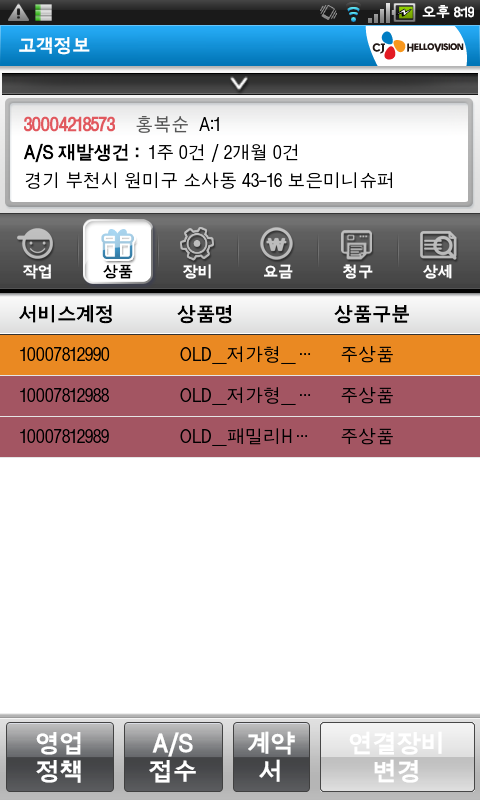 오후 8:19
고객정보
CJ HELLOVISION
30004218573 홍복순 A:1
A/S 재발생건 : 1주 0건 / 2개월 0건
경기 부천시 원미구 소사동 43-16 보은미니슈퍼
작업 상품 장비 요금 청구 상세
서비스계정 상품명 상품구분
10007812990 OLD_저가형_… 주상품
10007812988 OLD_저가형_… 주상품
10007812989 OLD_패밀리H… 주상품
영업 A/S 계약 연결장비
정책 접수 서 변경